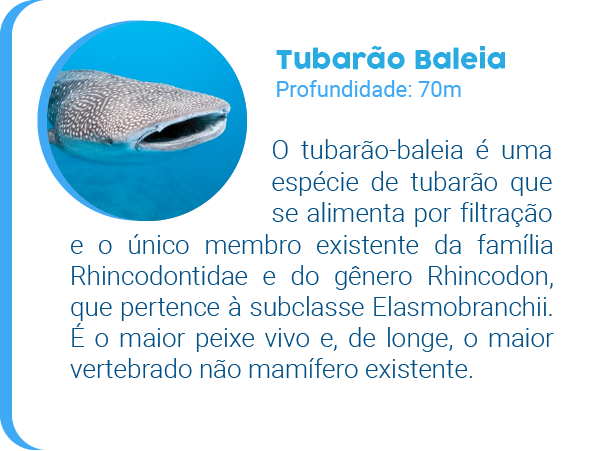 Tubarão Baleia
Profundidade: 70m
O tubarão-baleia é uma
espécie de tubarão que
se alimenta por filtração
e o único membro existente da família
Rhincodontidae e do gênero Rhincodon,
que pertence à subclasse Elasmobranchii.
É o maior peixe vivo e, de longe, o maior
vertebrado não mamífero existente.